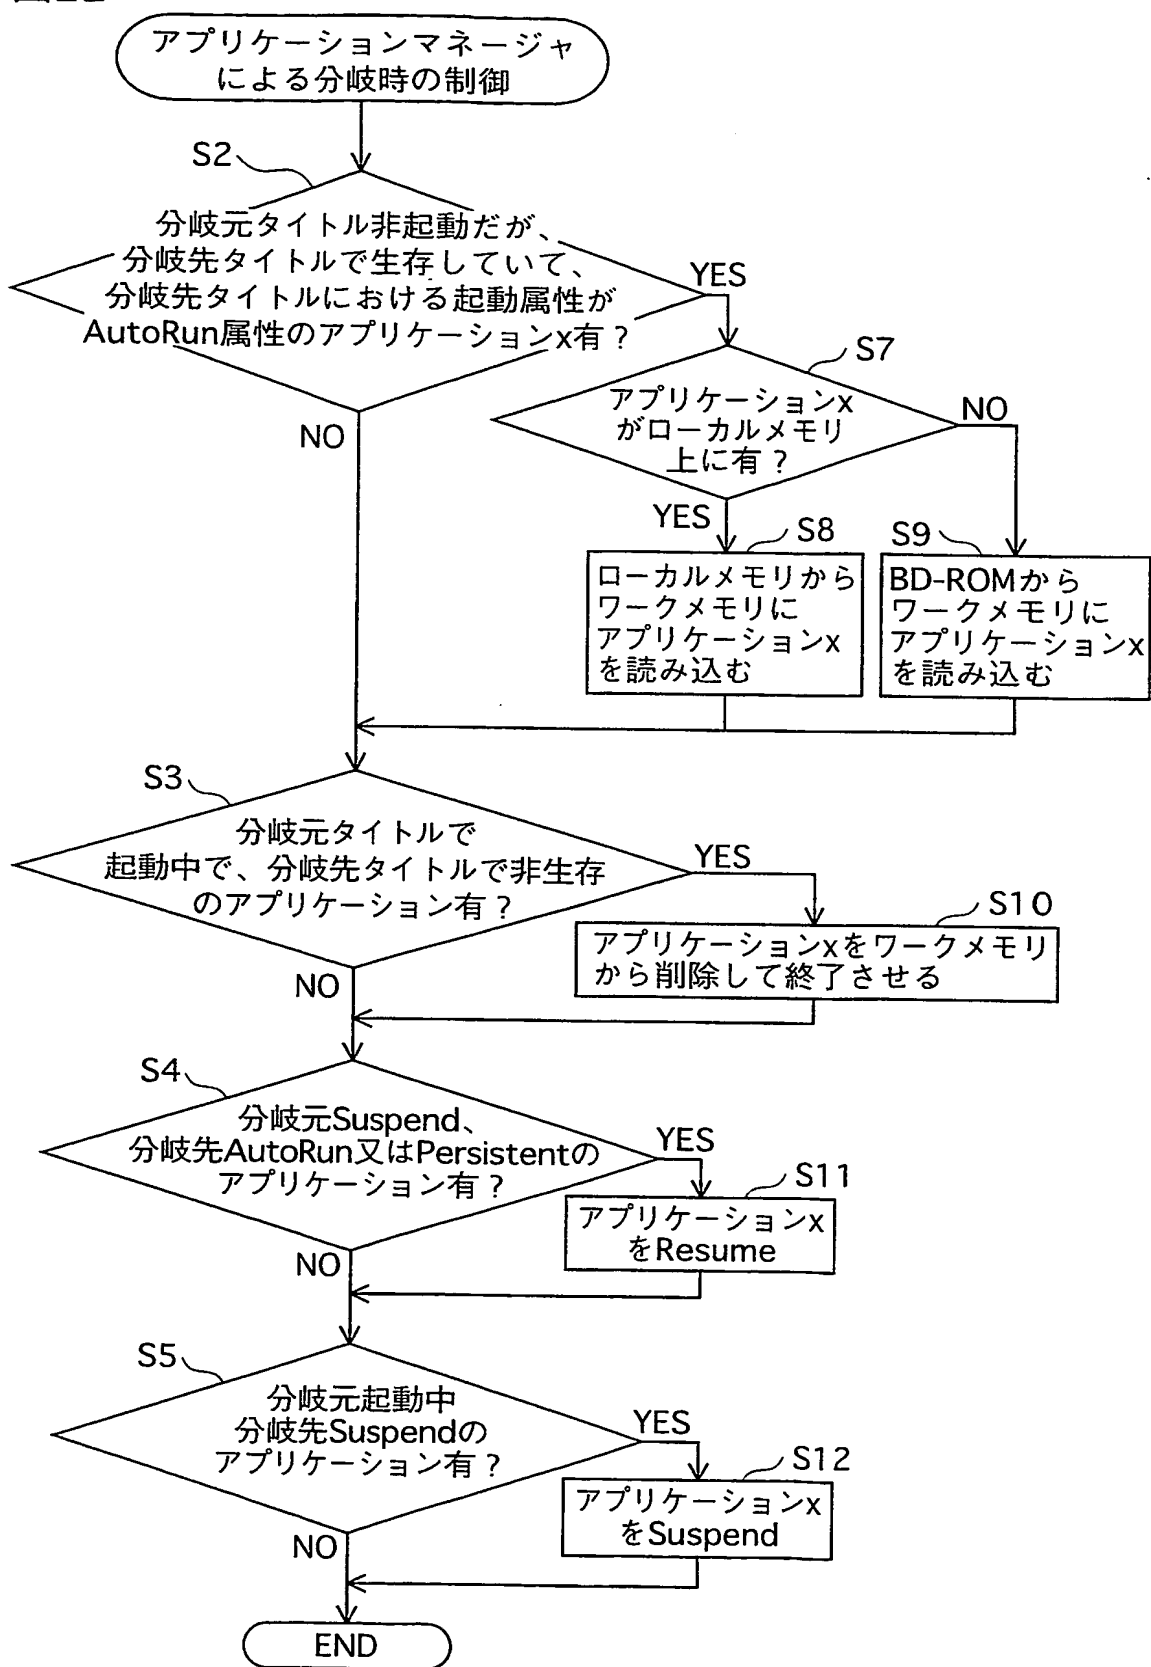 アプリケーションマネージャ
による分岐時の制御
S2
分岐元タイトル非起動だが、
分岐先タイトルで生存していて、
分岐先タイトルにおける起動属性が
AutoRun属性のアプリケーションx有？
YES
NO
S7
アプリケーションx
がローカルメモリ
上に有？
NO
YES
S8
ローカルメモリから
ワークメモリに
アプリケーションx
を読み込む
S9
BD-ROMから
ワークメモリに
アプリケーションx
を読み込む
S3
分岐元タイトルで
起動中で、分岐先タイトルで非生存
のアプリケーション有？
YES
NO
S10
アプリケーションxをワークメモリ
から削除して終了させる
S4
分岐元Suspend、
分岐先AutoRun又はPersistentの
アプリケーション有？
YES
NO
S11
アプリケーションx
をResume
S5
分岐元起動中
分岐先Suspendの
アプリケーション有？
YES
NO
S12
アプリケーションx
をSuspend
END